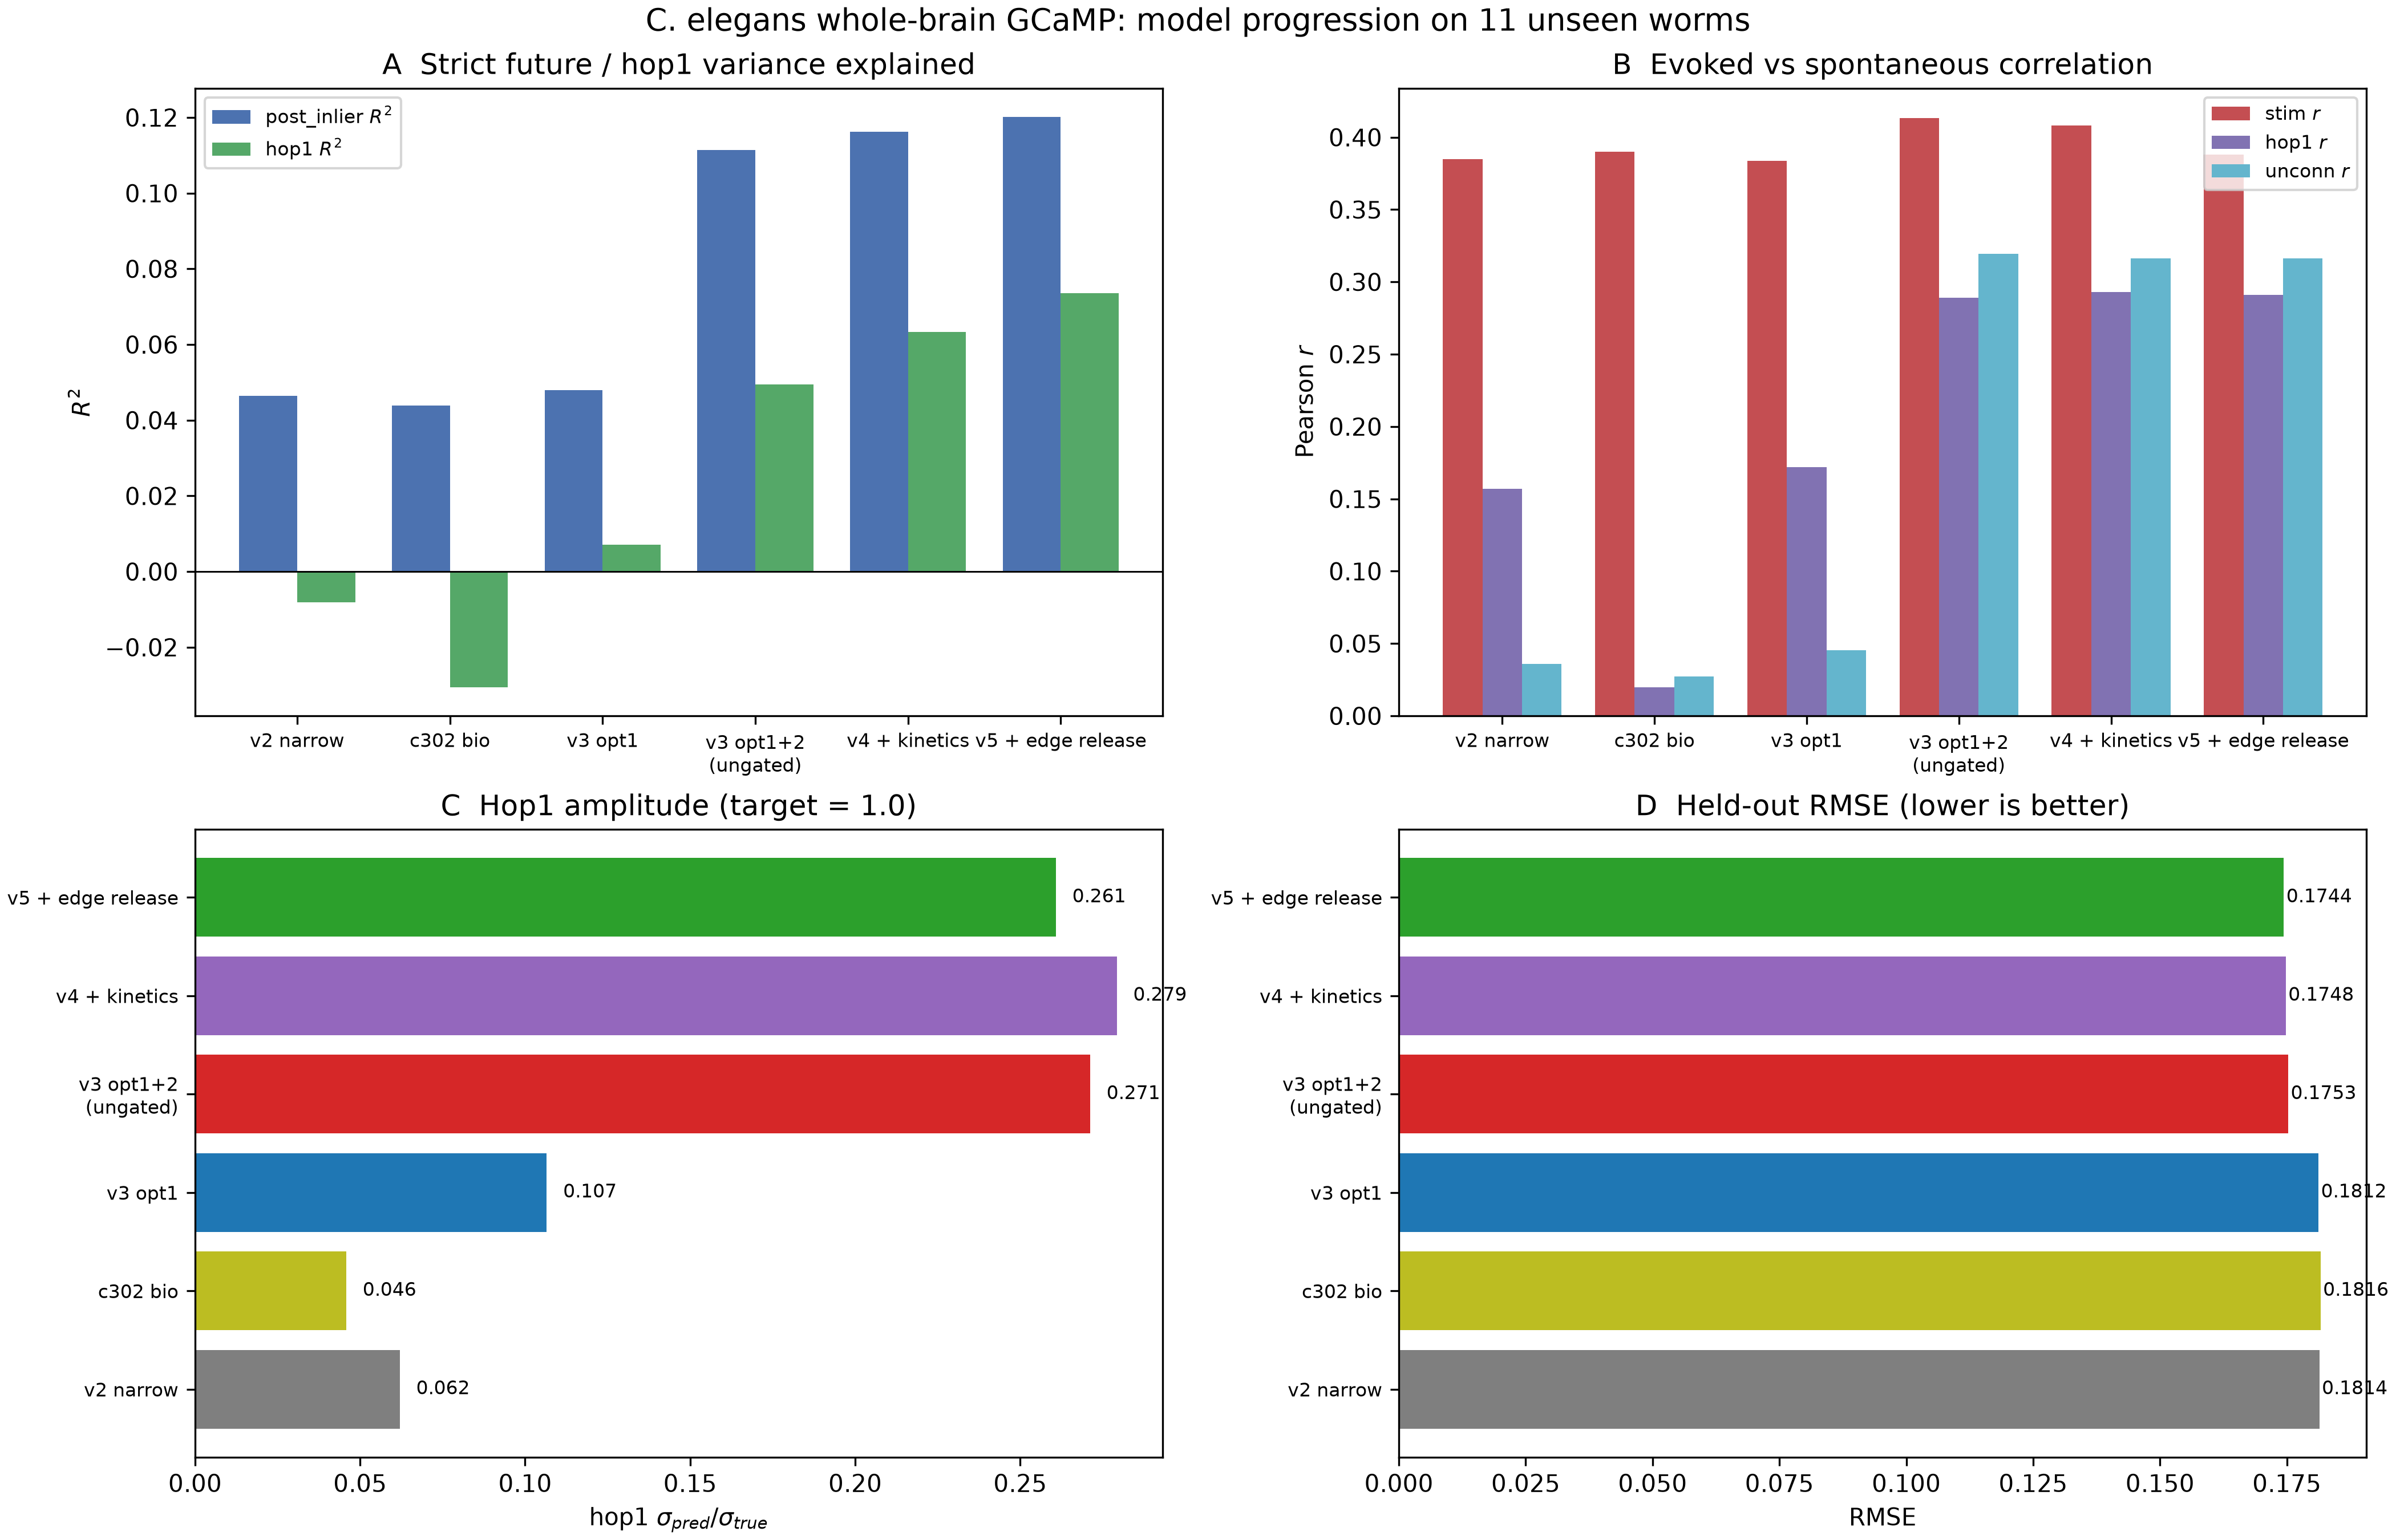 C. elegans whole-brain GCaMP: model progression on 11 unseen worms
A Strict future / hop1 variance explained
post_inlier R²
hop1 R²
R²
0.12
0.10
0.08
0.06
0.04
0.02
0.00
−0.02
v2 narrow
c302 bio
v3 opt1
v3 opt1+2
(ungated)
v4 + kinetics
v5 + edge release
B Evoked vs spontaneous correlation
stim r
hop1 r
unconn r
Pearson r
0.40
0.35
0.30
0.25
0.20
0.15
0.10
0.05
0.00
v2 narrow
c302 bio
v3 opt1
v3 opt1+2
(ungated)
v4 + kinetics
v5 + edge release
C Hop1 amplitude (target = 1.0)
v5 + edge release
0.261
v4 + kinetics
0.279
v3 opt1+2
(ungated)
0.271
v3 opt1
0.107
c302 bio
0.046
v2 narrow
0.062
0.00 0.05 0.10 0.15 0.20 0.25
hop1 σpred/σtrue
D Held-out RMSE (lower is better)
v5 + edge release
0.1744
v4 + kinetics
0.1748
v3 opt1+2
(ungated)
0.1753
v3 opt1
0.1812
c302 bio
0.1816
v2 narrow
0.1814
0.000 0.025 0.050 0.075 0.100 0.125 0.150 0.175
RMSE